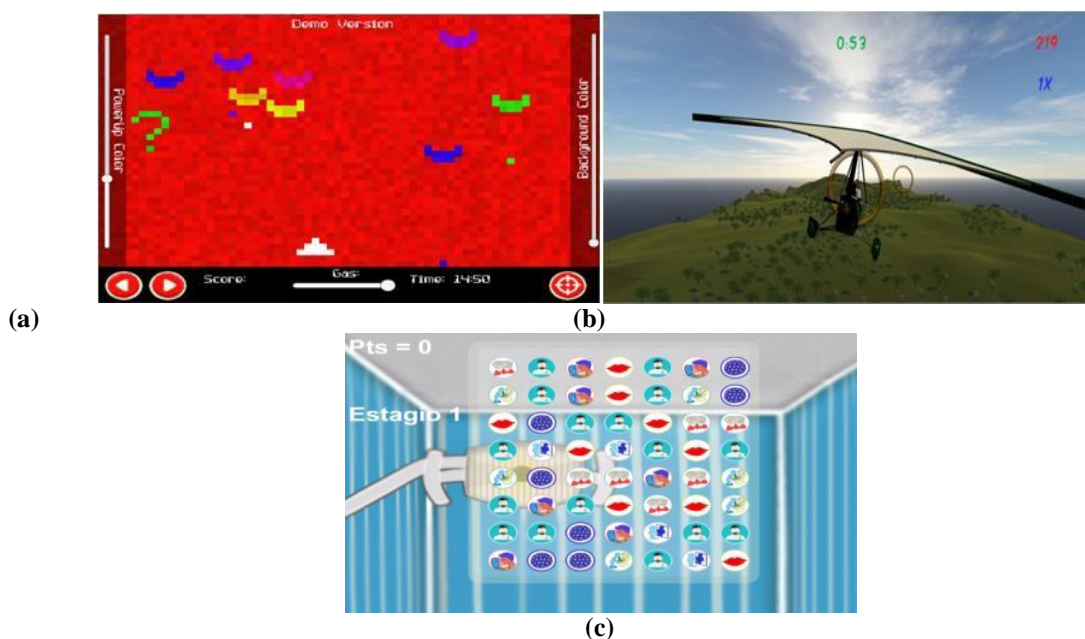 Demo Version
PowerUp Color
Background Color
Score:
Gas:
Time: 14:50
0:53
219
1X
(a)
(b)
Pts = 0
Estagio 1
(c)